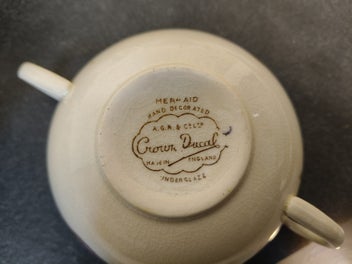 MERMAID
HAND DECORATED
A.G.R. & Co LTD
Crown Ducal
MADE IN ENGLAND
UNDERGLAZE